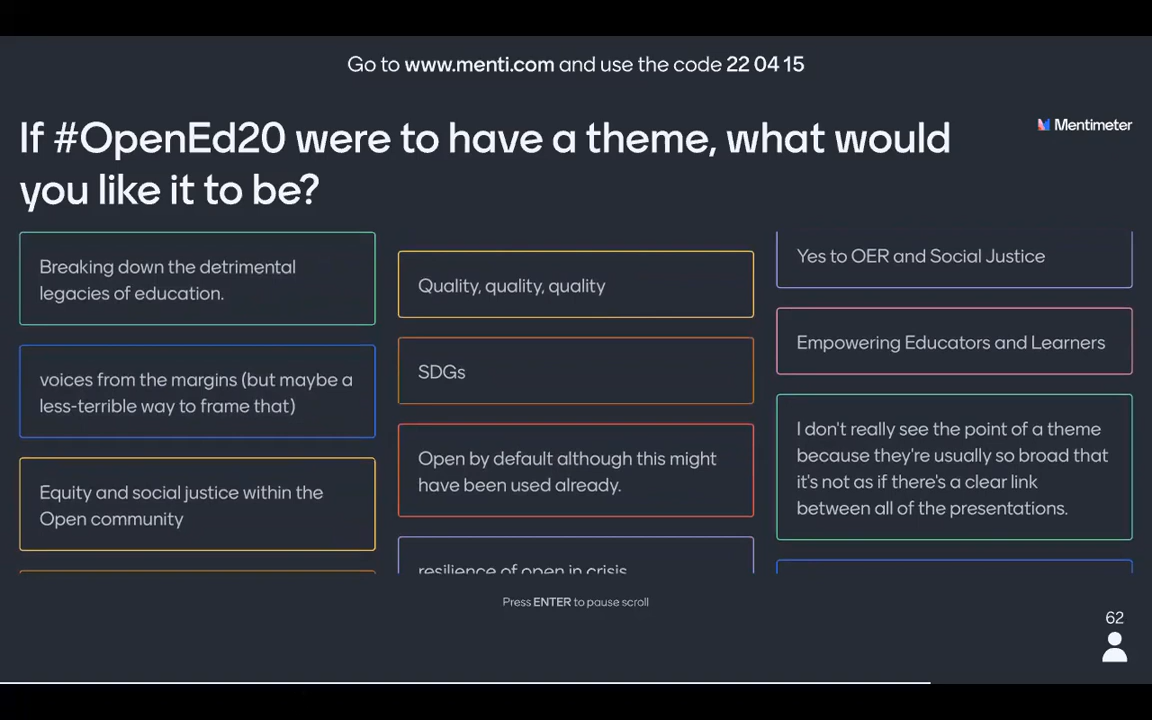 Go to www.menti.com and use the code 22 04 15
If #OpenEd20 were to have a theme, what would
you like it to be?
Mentimeter
Breaking down the detrimental
legacies of education.
voices from the margins (but maybe a
less-terrible way to frame that)
Equity and social justice within the
Open community
Quality, quality, quality
SDGs
Open by default although this might
have been used already.
resilience of open in crisis
Yes to OER and Social Justice
Empowering Educators and Learners
I don't really see the point of a theme
because they're usually so broad that
it's not as if there's a clear link
between all of the presentations.
Press ENTER to pause scroll
62